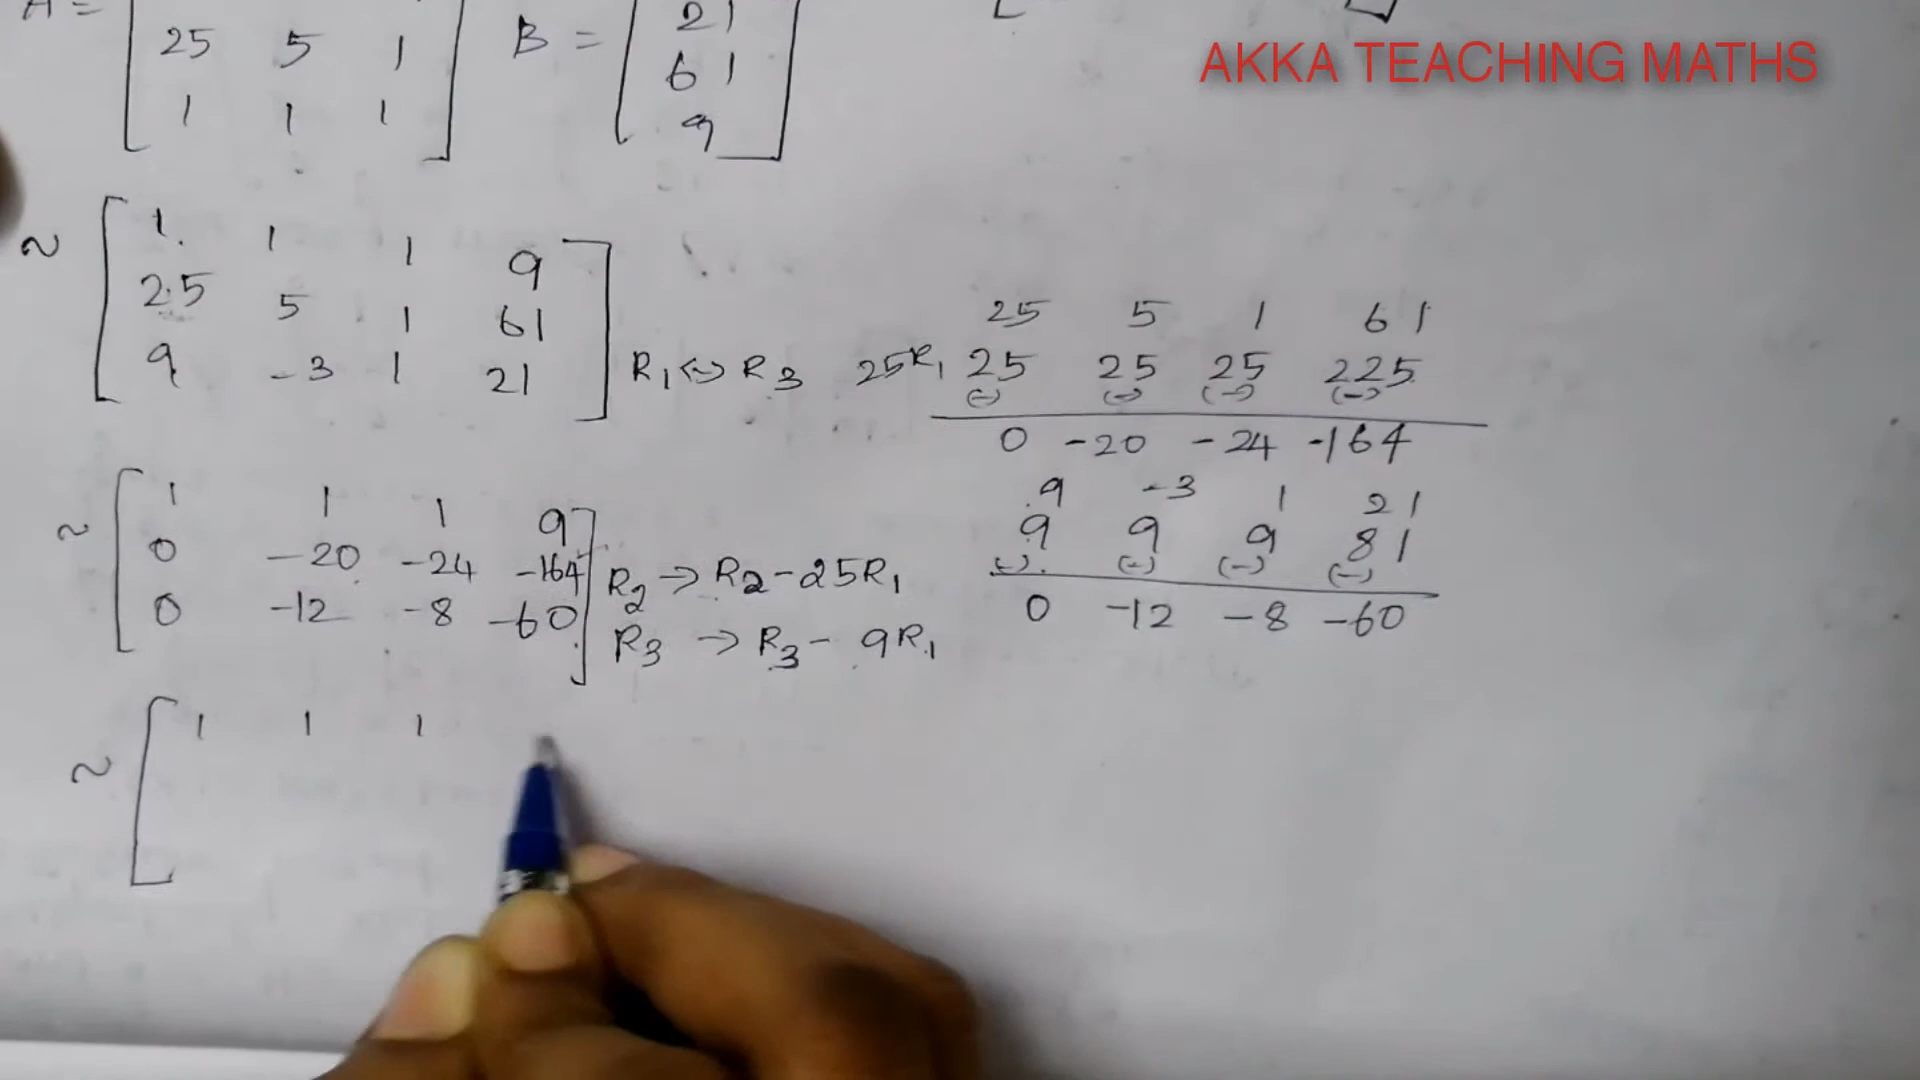 A =
21
25 5 1 B = 61
1 1 1 9
AKKA TEACHING MATHS
~ 1 1 1 9
25 5 1 61
9 -3 1 21 R1 ↔ R3
25 5 1 61
25R1 25 25 25 225
(-) (-) (-) (-)
0 -20 -24 -164
~ 1 1 1 9
0 -20 -24 -164 R2 → R2 - 25R1
0 -12 -8 -60 R3 → R3 - 9R1
9 -3 1 21
9 9 9 81
(-) (-) (-) (-)
0 -12 -8 -60
~ 1 1 1